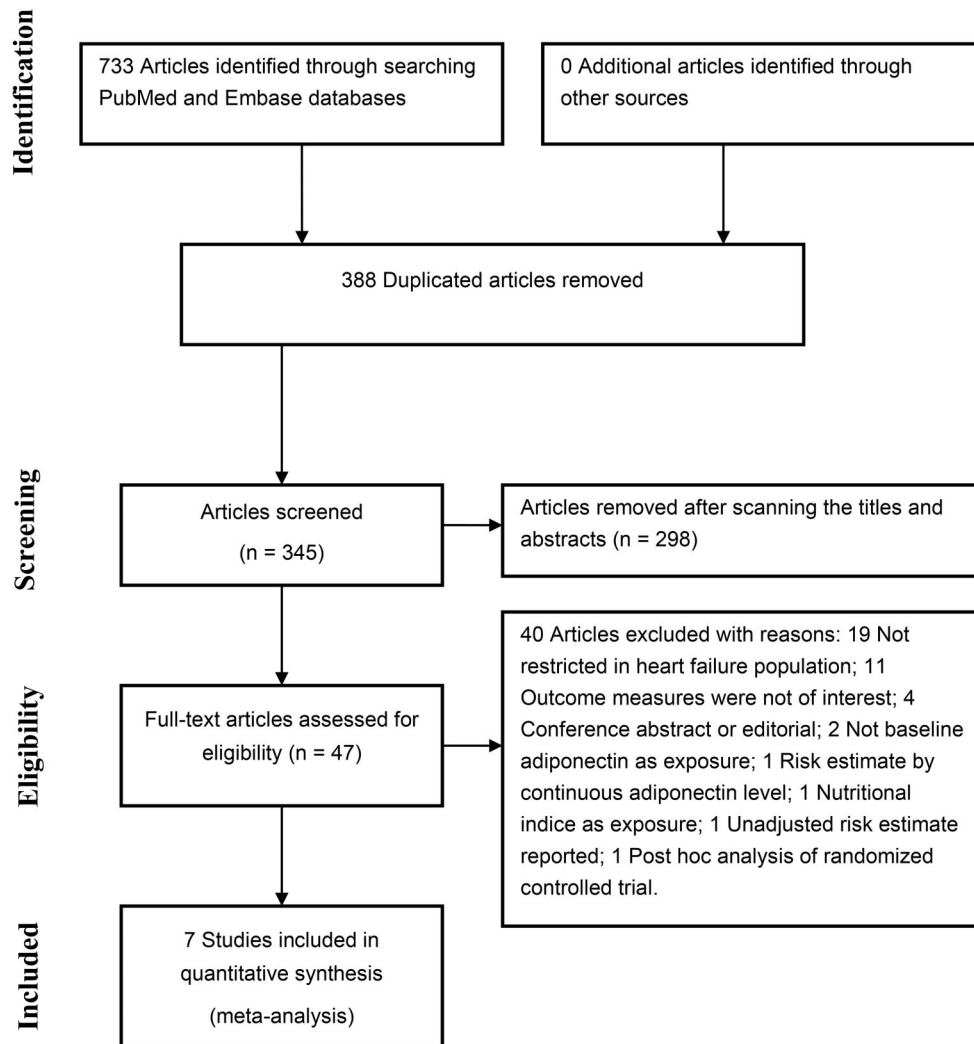 Identification
733 Articles identified through searching
PubMed and Embase databases
0 Additional articles identified through
other sources
388 Duplicated articles removed
Screening
Articles screened
(n = 345)
Articles removed after scanning the titles and
abstracts (n = 298)
Eligibility
Full-text articles assessed for
eligibility (n = 47)
40 Articles excluded with reasons: 19 Not
restricted in heart failure population; 11
Outcome measures were not of interest; 4
Conference abstract or editorial; 2 Not baseline
adiponectin as exposure; 1 Risk estimate by
continuous adiponectin level; 1 Nutritional
indice as exposure; 1 Unadjusted risk estimate
reported; 1 Post hoc analysis of randomized
controlled trial.
Included
7 Studies included in
quantitative synthesis
(meta-analysis)